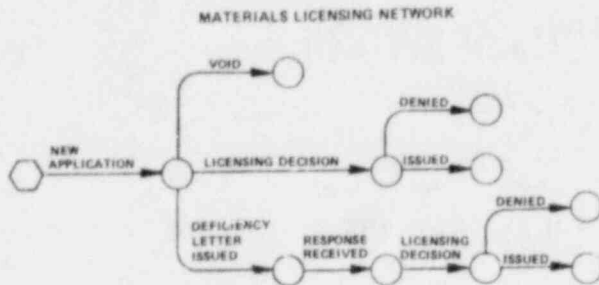 MATERIALS LICENSING NETWORK
VOID
DENIED
NEW
APPLICATION
LICENSING DECISION
ISSUED
DENIED
DEFICIENCY
LETTER
ISSUED
RESPONSE
RECEIVED
LICENSING
DECISION
ISSUED